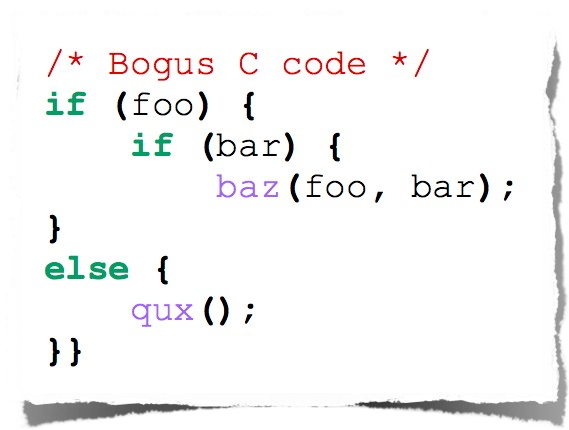 /* Bogus C code */
if (foo) {
    if (bar) {
        baz(foo, bar);
}
else {
    qux();
}}